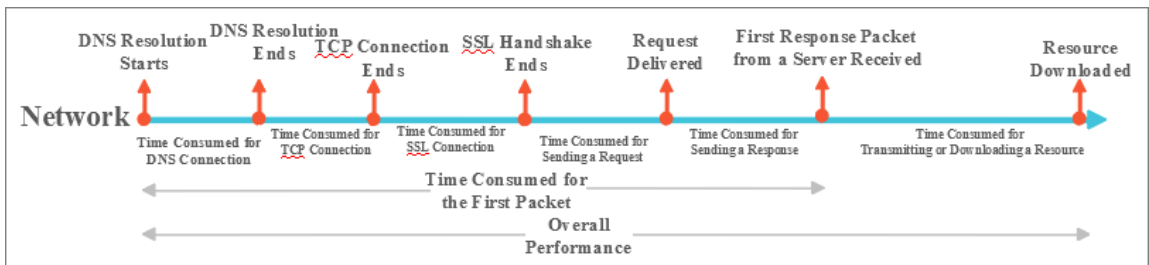 DNS Resolution
Starts
DNS Resolution
Ends
TCP Connection
Ends
SSL Handshake
Ends
Request
Delivered
First Response Packet
from a Server Received
Resource
Downloaded
Network
Time Consumed for
DNS Connection
Time Consumed for
TCP Connection
Time Consumed for
SSL Connection
Time Consumed for
Sending a Request
Time Consumed for
Sending a Response
Time Consumed for
Transmitting or Downloading a Resource
Time Consumed for
the First Packet
Overall
Performance